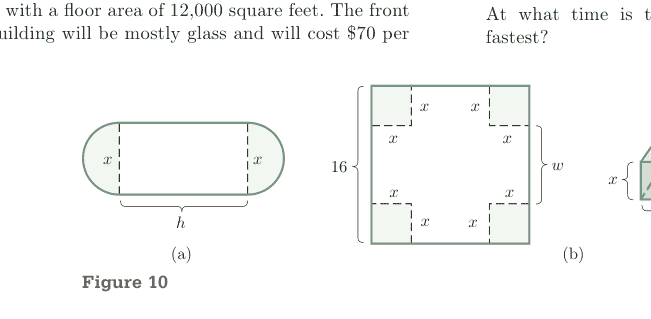 with a floor area of 12,000 square feet. The front
uilding will be mostly glass and will cost $70 per
At what time is t
fastest?
x
x
h
(a)
16
x
x
x
x
w
x
x
x
x
(b)
x
Figure 10